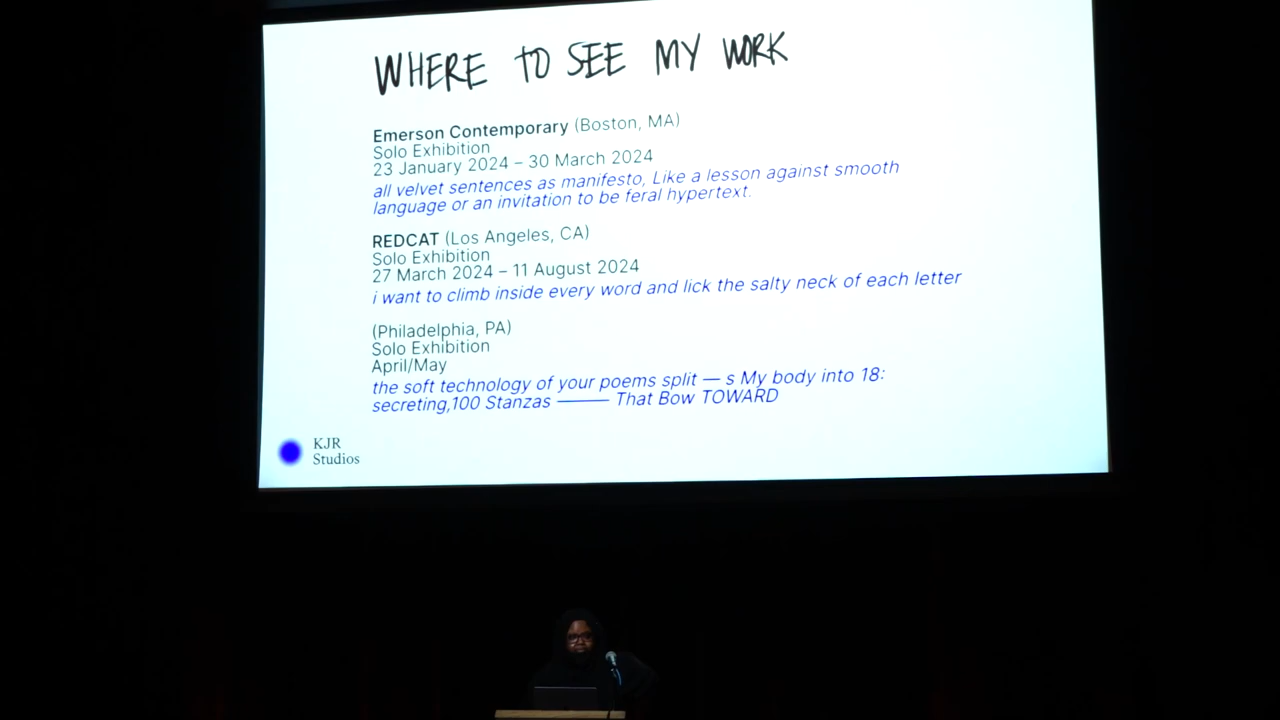 WHERE TO SEE MY WORK
Emerson Contemporary (Boston, MA)
Solo Exhibition
23 January 2024 – 30 March 2024
all velvet sentences as manifesto, Like a lesson against smooth
language or an invitation to be feral hypertext.
REDCAT (Los Angeles, CA)
Solo Exhibition
27 March 2024 – 11 August 2024
i want to climb inside every word and lick the salty neck of each letter
(Philadelphia, PA)
Solo Exhibition
April/May
the soft technology of your poems split — s My body into 18:
secreting,100 Stanzas ——— That Bow TOWARD
KJR
Studios